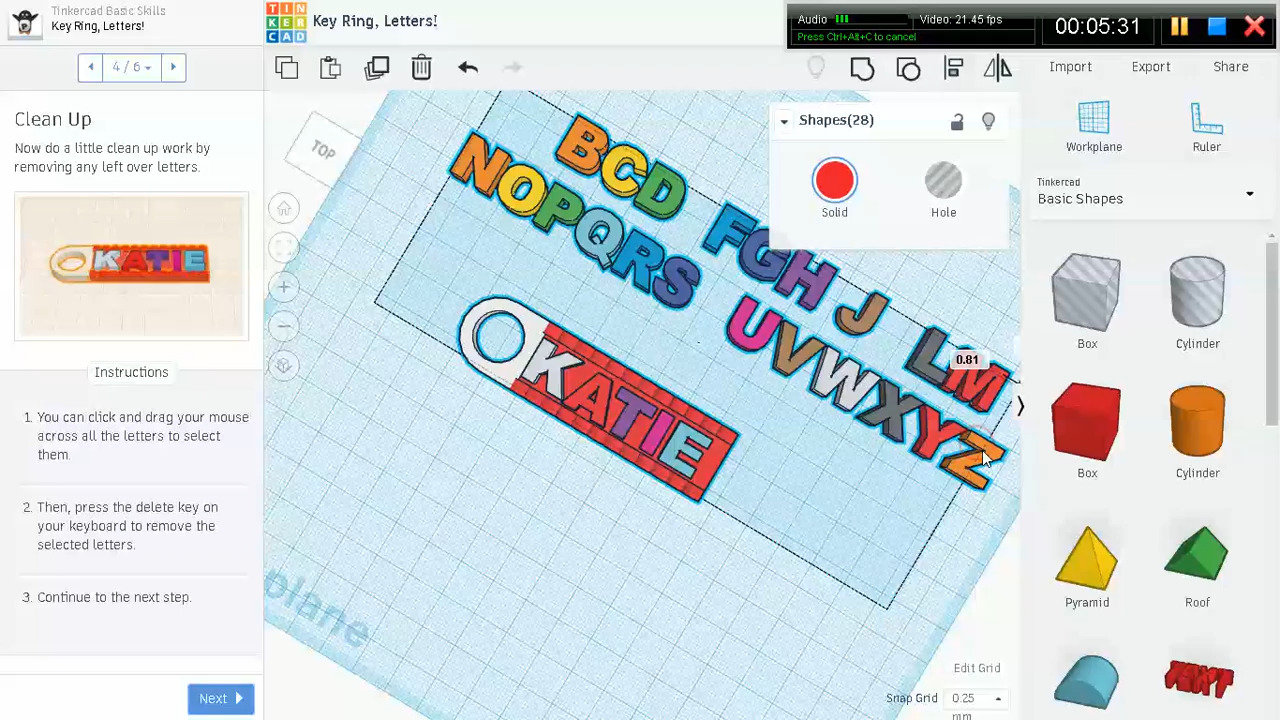 Tinkercad Basic Skills
Key Ring, Letters!
TIN
KER
CAD
Key Ring, Letters!
Audio
Video: 21.45 fps
Press Ctrl+Alt+C to cancel
00:05:31
4 / 6
Import
Export
Share
Clean Up
Now do a little clean up work by
removing any left over letters.
KATIE
Instructions
1. You can click and drag your mouse
across all the letters to select
them.
2. Then, press the delete key on
your keyboard to remove the
selected letters.
3. Continue to the next step.
Next
TOP
BCD
FGH J LM
NOPQRS
UVWXYZ
KATIE
0.81
plane
Shapes(28)
Solid
Hole
Edit Grid
Snap Grid
0.25
mm
Workplane
Ruler
Tinkercad
Basic Shapes
Box
Cylinder
Box
Cylinder
Pyramid
Roof
TEXT